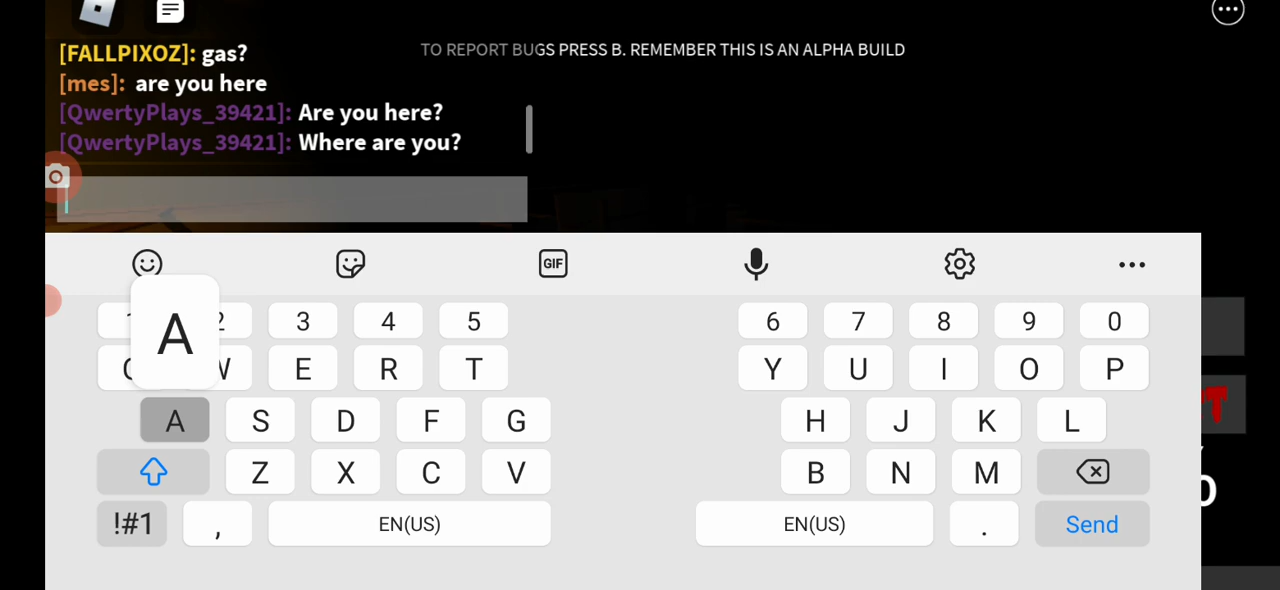 [FALLPIXOZ]: gas?
TO REPORT BUGS PRESS B. REMEMBER THIS IS AN ALPHA BUILD
[mes]: are you here
[QwertyPlays_39421]: Are you here?
[QwertyPlays_39421]: Where are you?
GIF
A
1 2 3 4 5 6 7 8 9 0
Q W E R T Y U I O P
A S D F G H J K L
Z X C V B N M
!#1 , EN(US) EN(US) . Send